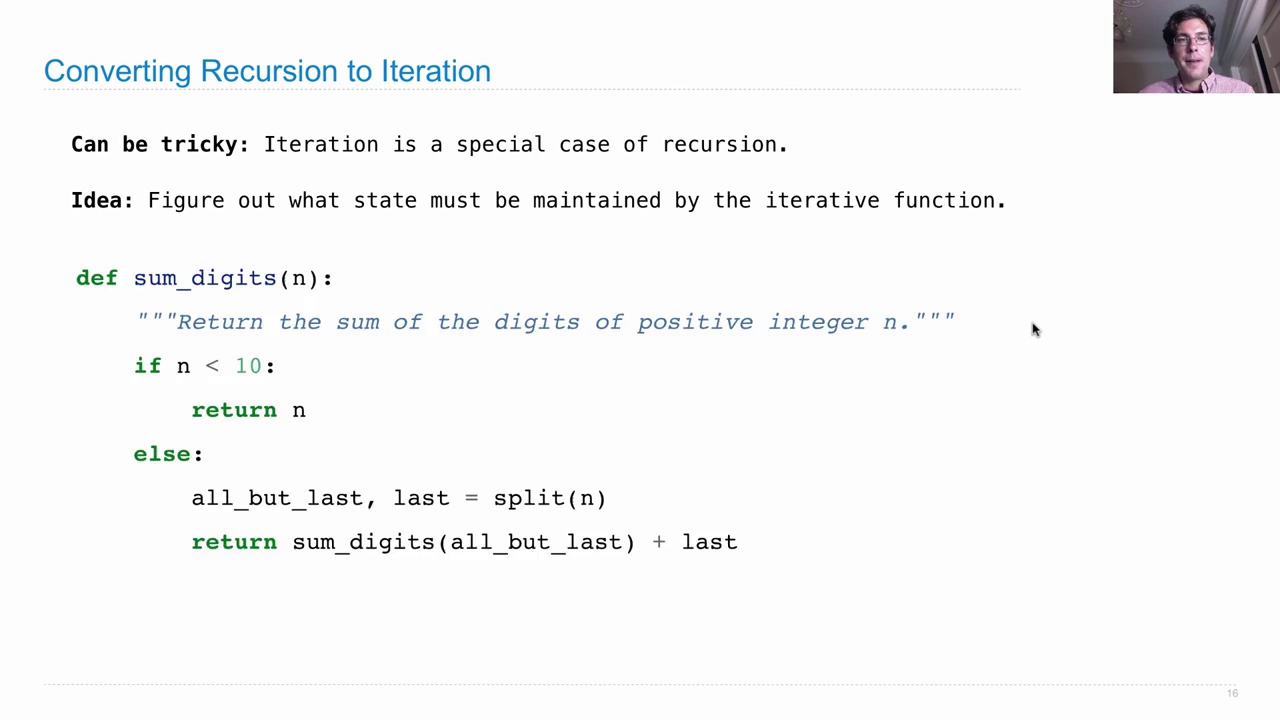 Converting Recursion to Iteration
Can be tricky: Iteration is a special case of recursion.
Idea: Figure out what state must be maintained by the iterative function.
def sum_digits(n):
    """Return the sum of the digits of positive integer n."""
    if n < 10:
        return n
    else:
        all_but_last, last = split(n)
        return sum_digits(all_but_last) + last
16